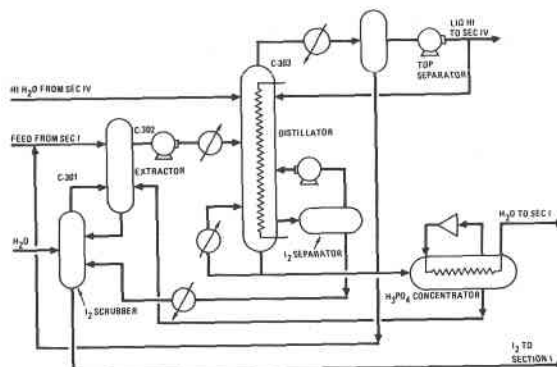 C-303
LIQ HI
TO SEC IV
TOP
SEPARATOR
HI H₂O FROM SEC IV
FEED FROM SEC I
C-302
DISTILLATOR
EXTRACTOR
C-301
H₂O TO SEC I
H₂O
I₂ SEPARATOR
H₃PO₄ CONCENTRATOR
I₂ SCRUBBER
I₂ TO
SECTION I